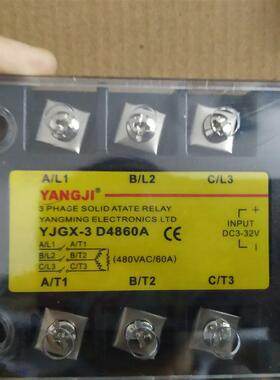 A/L1 B/L2 C/L3
YANGJI
3 PHAGE SOLID ATATE RELAY
YANGMING ELECTRONICS LTD
YJGX-3 D4860A CE
A/L1 A/T1
B/L2 B/T2
C/L3 C/T3
(480VAC/60A)
+
INPUT
DC3-32V
-
A/T1 B/T2 C/T3